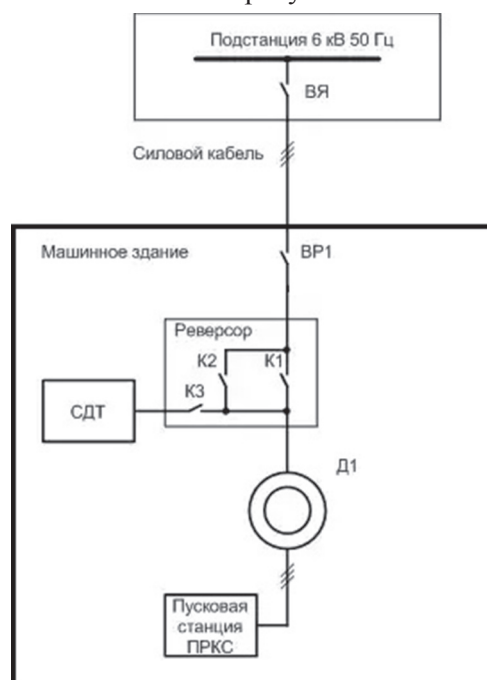 Подстанция 6 кВ 50 Гц
ВЯ
Силовой кабель
Машинное здание
ВР1
Реверсор
К2
К1
К3
СДТ
Д1
Пусковая
станция
ПРКС